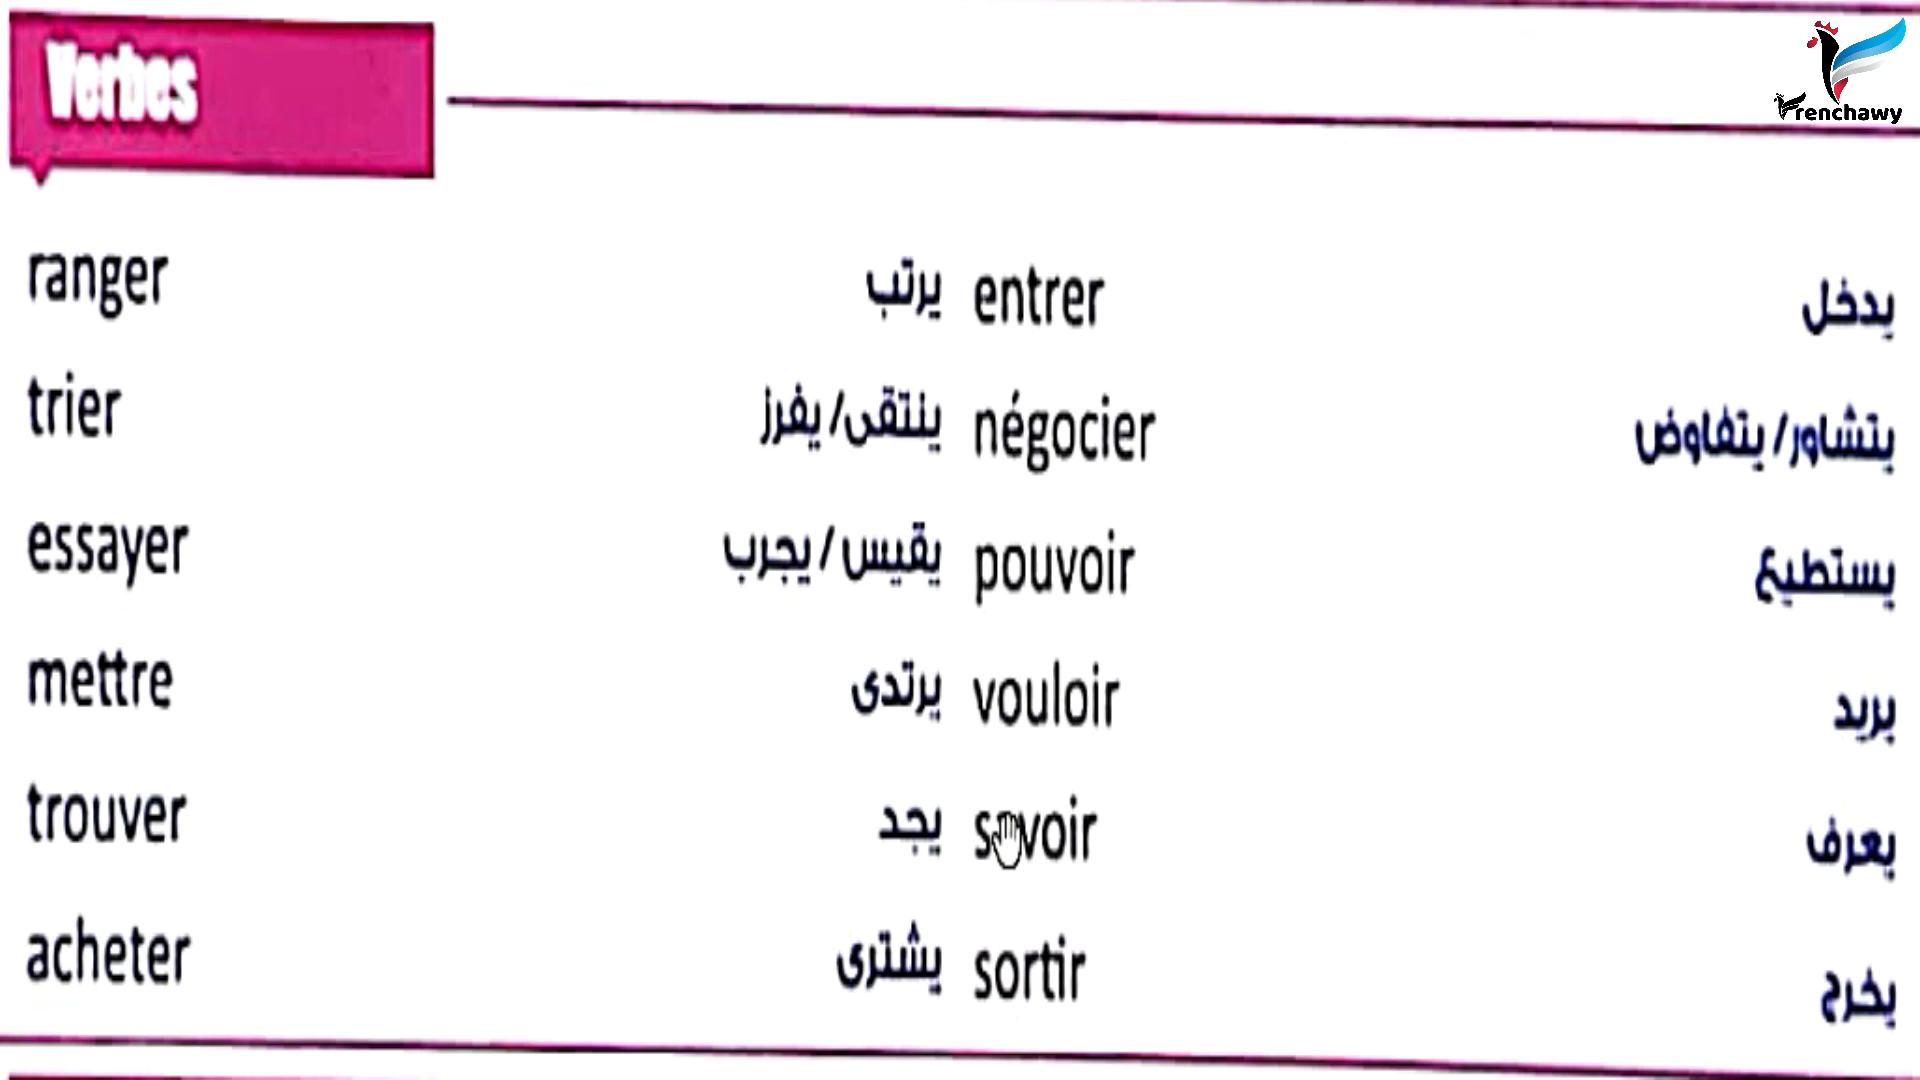 Verbes
Frenchawy
ranger يرتب entrer يدخل
trier ينتقى/ يفرز négocier يتشاور/ يتفاوض
essayer يقيس / يجرب pouvoir يستطيع
mettre يرتدى vouloir يريد
trouver يجد savoir يعرف
acheter يشترى sortir يخرج